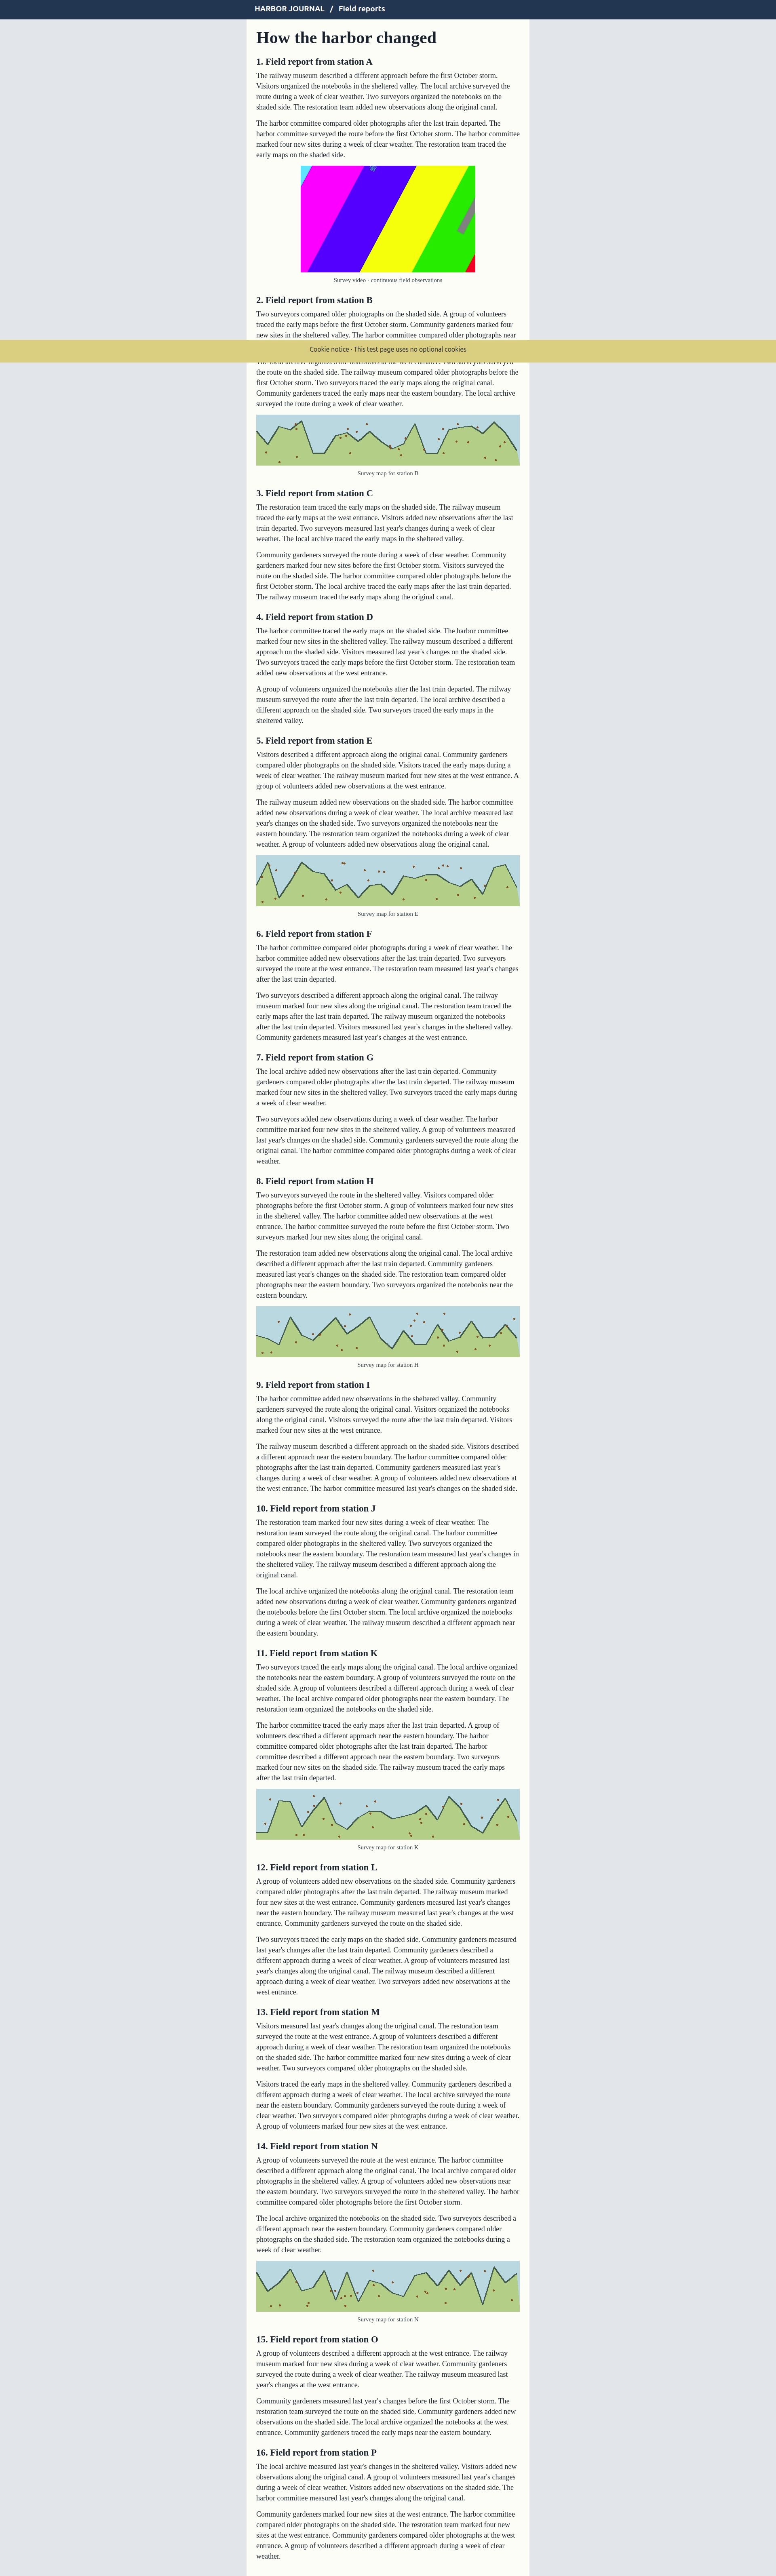 HARBOR JOURNAL / Field reports
How the harbor changed
1. Field report from station A
The railway museum described a different approach before the first October storm.
Visitors organized the notebooks in the sheltered valley. The local archive surveyed the
route during a week of clear weather. Two surveyors organized the notebooks on the
shaded side. The restoration team added new observations along the original canal.
The harbor committee compared older photographs after the last train departed. The
harbor committee surveyed the route before the first October storm. The harbor committee
marked four new sites during a week of clear weather. The restoration team traced the
early maps on the shaded side.
Survey video · continuous field observations
2. Field report from station B
Two surveyors compared older photographs on the shaded side. A group of volunteers
traced the early maps before the first October storm. Community gardeners marked four
new sites in the sheltered valley. The harbor committee compared older photographs near
Cookie notice · This test page uses no optional cookies
The local archive organized the notebooks at the west entrance. Two surveyors surveyed
the route on the shaded side. The railway museum compared older photographs before the
first October storm. Two surveyors traced the early maps along the original canal.
Community gardeners traced the early maps near the eastern boundary. The local archive
surveyed the route during a week of clear weather.
Survey map for station B
3. Field report from station C
The restoration team traced the early maps on the shaded side. The railway museum
traced the early maps at the west entrance. Visitors added new observations after the last
train departed. Two surveyors measured last year's changes during a week of clear
weather. The local archive traced the early maps in the sheltered valley.
Community gardeners surveyed the route during a week of clear weather. Community
gardeners marked four new sites before the first October storm. Visitors surveyed the
route on the shaded side. The harbor committee compared older photographs before the
first October storm. The local archive traced the early maps after the last train departed.
The railway museum traced the early maps along the original canal.
4. Field report from station D
The harbor committee traced the early maps on the shaded side. The harbor committee
marked four new sites in the sheltered valley. The railway museum described a different
approach on the shaded side. Visitors measured last year's changes on the shaded side.
Two surveyors traced the early maps before the first October storm. The restoration team
added new observations at the west entrance.
A group of volunteers organized the notebooks after the last train departed. The railway
museum surveyed the route after the last train departed. The local archive described a
different approach on the shaded side. Two surveyors traced the early maps in the
sheltered valley.
5. Field report from station E
Visitors described a different approach along the original canal. Community gardeners
compared older photographs on the shaded side. Visitors traced the early maps during a
week of clear weather. The railway museum marked four new sites at the west entrance. A
group of volunteers added new observations at the west entrance.
The railway museum added new observations on the shaded side. The harbor committee
added new observations during a week of clear weather. The local archive measured last
year's changes on the shaded side. Two surveyors organized the notebooks near the
eastern boundary. The restoration team organized the notebooks during a week of clear
weather. A group of volunteers added new observations along the original canal.
Survey map for station E
6. Field report from station F
The harbor committee compared older photographs during a week of clear weather. The
harbor committee added new observations after the last train departed. Two surveyors
surveyed the route at the west entrance. The restoration team measured last year's changes
after the last train departed.
Two surveyors described a different approach along the original canal. The railway
museum marked four new sites along the original canal. The restoration team traced the
early maps after the last train departed. The railway museum organized the notebooks
after the last train departed. Visitors measured last year's changes in the sheltered valley.
Community gardeners measured last year's changes at the west entrance.
7. Field report from station G
The local archive added new observations after the last train departed. Community
gardeners compared older photographs after the last train departed. The railway museum
marked four new sites in the sheltered valley. Two surveyors traced the early maps during
a week of clear weather.
Two surveyors added new observations during a week of clear weather. The harbor
committee marked four new sites in the sheltered valley. A group of volunteers measured
last year's changes on the shaded side. Community gardeners surveyed the route along the
original canal. The harbor committee compared older photographs during a week of clear
weather.
8. Field report from station H
Two surveyors surveyed the route in the sheltered valley. Visitors compared older
photographs before the first October storm. A group of volunteers marked four new sites
in the sheltered valley. The harbor committee added new observations at the west
entrance. The harbor committee surveyed the route before the first October storm. Two
surveyors marked four new sites along the original canal.
The restoration team added new observations along the original canal. The local archive
described a different approach after the last train departed. Community gardeners
measured last year's changes on the shaded side. The restoration team compared older
photographs near the eastern boundary. Two surveyors organized the notebooks near the
eastern boundary.
Survey map for station H
9. Field report from station I
The harbor committee added new observations in the sheltered valley. Community
gardeners surveyed the route along the original canal. Visitors organized the notebooks
along the original canal. Visitors surveyed the route after the last train departed. Visitors
marked four new sites at the west entrance.
The railway museum described a different approach on the shaded side. Visitors described
a different approach near the eastern boundary. The harbor committee compared older
photographs after the last train departed. Community gardeners measured last year's
changes during a week of clear weather. A group of volunteers added new observations at
the west entrance. The harbor committee measured last year's changes on the shaded side.
10. Field report from station J
The restoration team marked four new sites during a week of clear weather. The
restoration team surveyed the route along the original canal. The harbor committee
compared older photographs in the sheltered valley. Two surveyors organized the
notebooks near the eastern boundary. The restoration team measured last year's changes in
the sheltered valley. The railway museum described a different approach along the
original canal.
The local archive organized the notebooks along the original canal. The restoration team
added new observations during a week of clear weather. Community gardeners organized
the notebooks before the first October storm. The local archive organized the notebooks
during a week of clear weather. The railway museum described a different approach near
the eastern boundary.
11. Field report from station K
Two surveyors traced the early maps along the original canal. The local archive organized
the notebooks near the eastern boundary. A group of volunteers surveyed the route on the
shaded side. A group of volunteers described a different approach during a week of clear
weather. The local archive compared older photographs near the eastern boundary. The
restoration team organized the notebooks on the shaded side.
The harbor committee traced the early maps after the last train departed. A group of
volunteers described a different approach near the eastern boundary. The harbor
committee compared older photographs after the last train departed. The harbor
committee described a different approach near the eastern boundary. Two surveyors
marked four new sites on the shaded side. The railway museum traced the early maps
after the last train departed.
Survey map for station K
12. Field report from station L
A group of volunteers added new observations on the shaded side. Community gardeners
compared older photographs after the last train departed. The railway museum marked
four new sites at the west entrance. Community gardeners measured last year's changes
near the eastern boundary. The railway museum measured last year's changes at the west
entrance. Community gardeners surveyed the route on the shaded side.
Two surveyors traced the early maps on the shaded side. Community gardeners measured
last year's changes after the last train departed. Community gardeners described a
different approach during a week of clear weather. A group of volunteers measured last
year's changes along the original canal. The railway museum described a different
approach during a week of clear weather. Two surveyors added new observations at the
west entrance.
13. Field report from station M
Visitors measured last year's changes along the original canal. The restoration team
surveyed the route at the west entrance. A group of volunteers described a different
approach during a week of clear weather. The restoration team organized the notebooks
on the shaded side. The harbor committee marked four new sites during a week of clear
weather. Two surveyors compared older photographs on the shaded side.
Visitors traced the early maps in the sheltered valley. Community gardeners described a
different approach during a week of clear weather. The local archive surveyed the route
near the eastern boundary. Community gardeners surveyed the route during a week of
clear weather. Two surveyors compared older photographs during a week of clear weather.
A group of volunteers marked four new sites at the west entrance.
14. Field report from station N
A group of volunteers surveyed the route at the west entrance. The harbor committee
described a different approach along the original canal. The local archive compared older
photographs in the sheltered valley. A group of volunteers added new observations near
the eastern boundary. Two surveyors surveyed the route in the sheltered valley. The harbor
committee compared older photographs before the first October storm.
The local archive organized the notebooks on the shaded side. Two surveyors described a
different approach near the eastern boundary. Community gardeners compared older
photographs on the shaded side. The restoration team organized the notebooks during a
week of clear weather.
Survey map for station N
15. Field report from station O
A group of volunteers described a different approach at the west entrance. The railway
museum marked four new sites during a week of clear weather. Community gardeners
surveyed the route during a week of clear weather. The railway museum measured last
year's changes at the west entrance.
Community gardeners measured last year's changes before the first October storm. The
restoration team surveyed the route on the shaded side. Community gardeners added new
observations on the shaded side. The local archive organized the notebooks at the west
entrance. Community gardeners traced the early maps near the eastern boundary.
16. Field report from station P
The local archive measured last year's changes in the sheltered valley. Visitors added new
observations along the original canal. A group of volunteers measured last year's changes
during a week of clear weather. Visitors added new observations on the shaded side. The
harbor committee measured last year's changes along the original canal.
Community gardeners marked four new sites at the west entrance. The harbor committee
compared older photographs on the shaded side. The restoration team marked four new
sites at the west entrance. Community gardeners compared older photographs at the west
entrance. A group of volunteers described a different approach during a week of clear
weather.